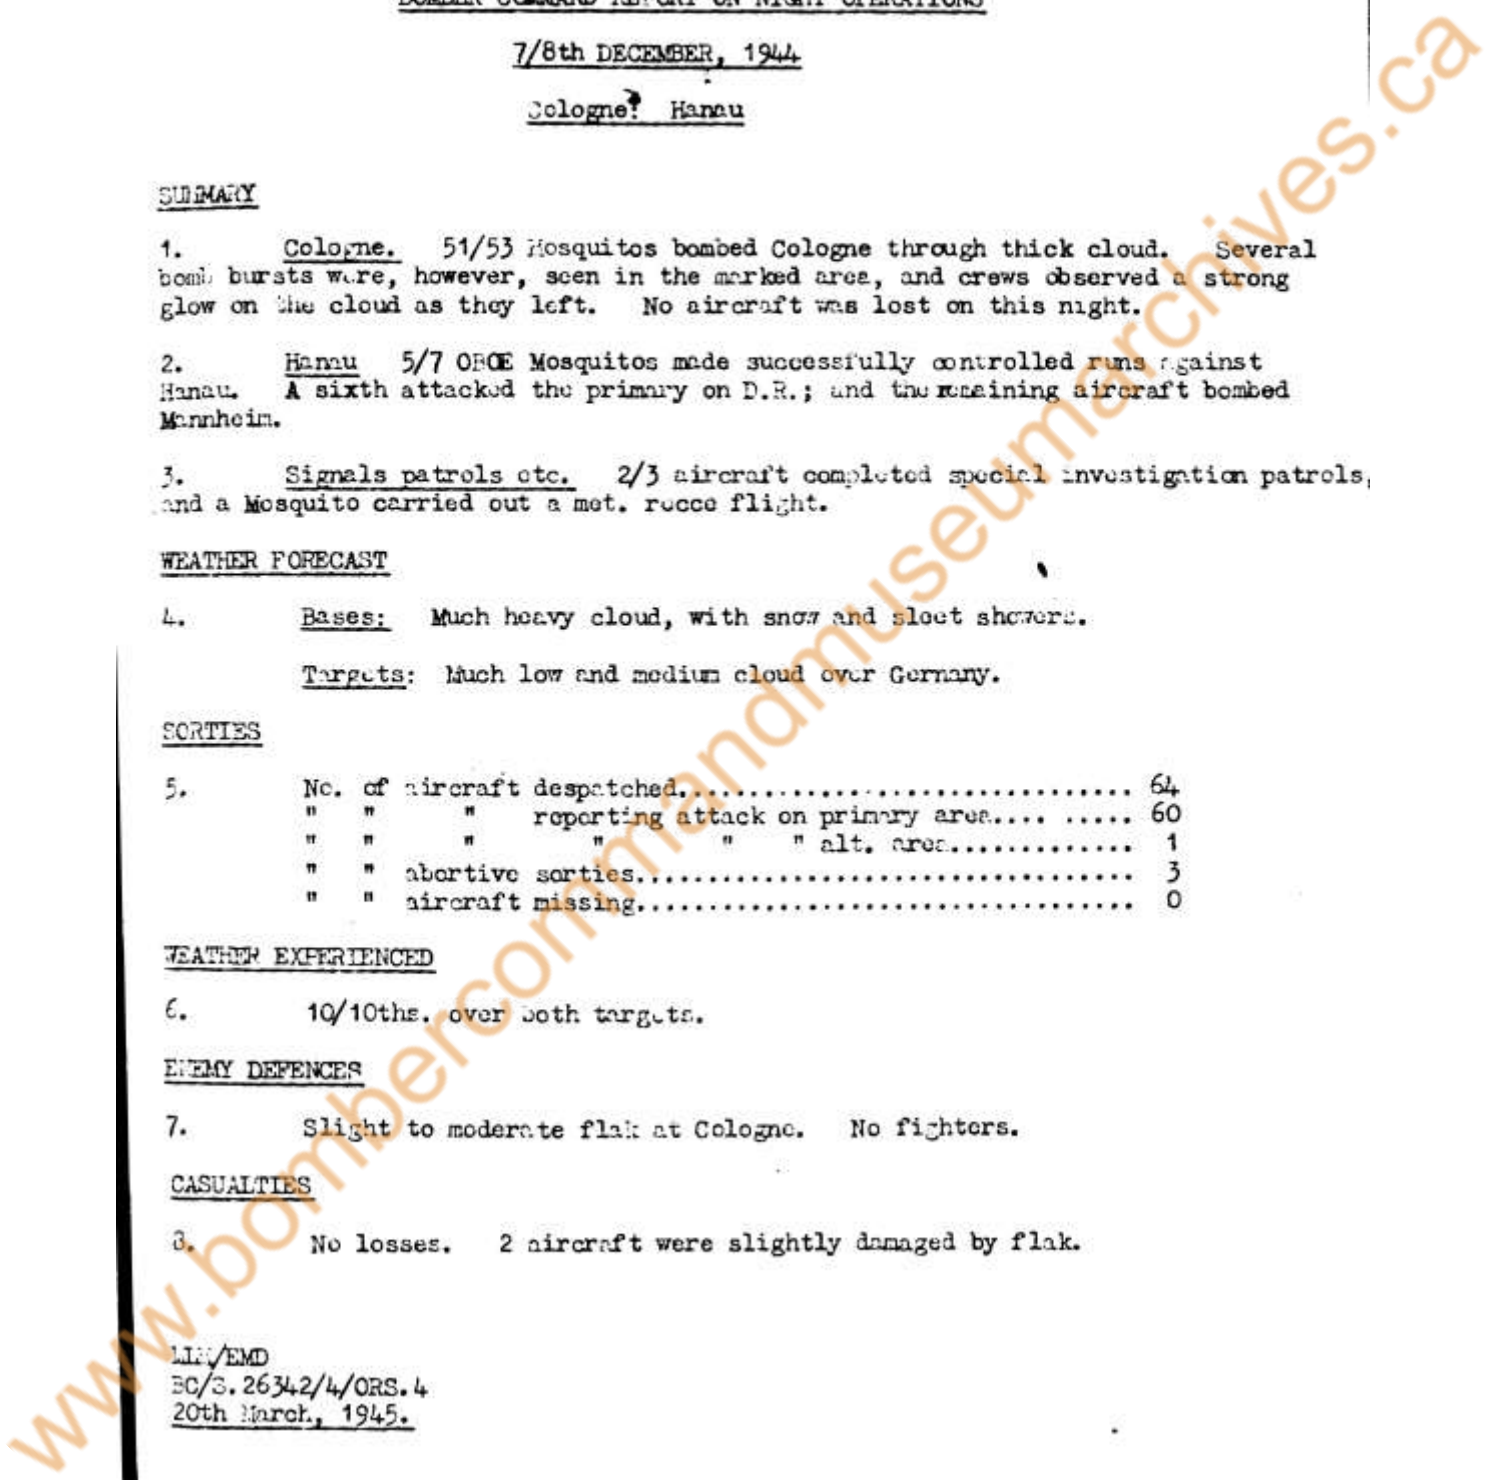 BOMBER COMMAND REPORT ON NIGHT OPERATIONS
7/8th DECEMBER, 1944
Cologne: Hanau
SUMMARY
1. Cologne. 51/53 Mosquitos bombed Cologne through thick cloud. Several
bomb bursts were, however, seen in the marked area, and crews observed a strong
glow on the cloud as they left. No aircraft was lost on this night.
2. Hanau 5/7 OBOE Mosquitos made successfully controlled runs against
Hanau. A sixth attacked the primary on D.R.; and the remaining aircraft bombed
Mannheim.
3. Signals patrols etc. 2/3 aircraft completed special investigation patrols,
and a Mosquito carried out a met. recce flight.
WEATHER FORECAST
4. Bases: Much heavy cloud, with snow and sleet showers.
Targets: Much low and medium cloud over Germany.
SORTIES
5. No. of aircraft despatched............................... 64
" " " reporting attack on primary area.... ..... 60
" " " " " " alt. area............. 1
" " abortive sorties.................................. 3
" " aircraft missing.................................. 0
WEATHER EXPERIENCED
6. 10/10ths. over both targets.
ENEMY DEFENCES
7. Slight to moderate flak at Cologne. No fighters.
CASUALTIES
8. No losses. 2 aircraft were slightly damaged by flak.
/EMD
BC/S.26342/4/ORS.4
20th March, 1945.
www.bombercommandmuseumarchives.ca